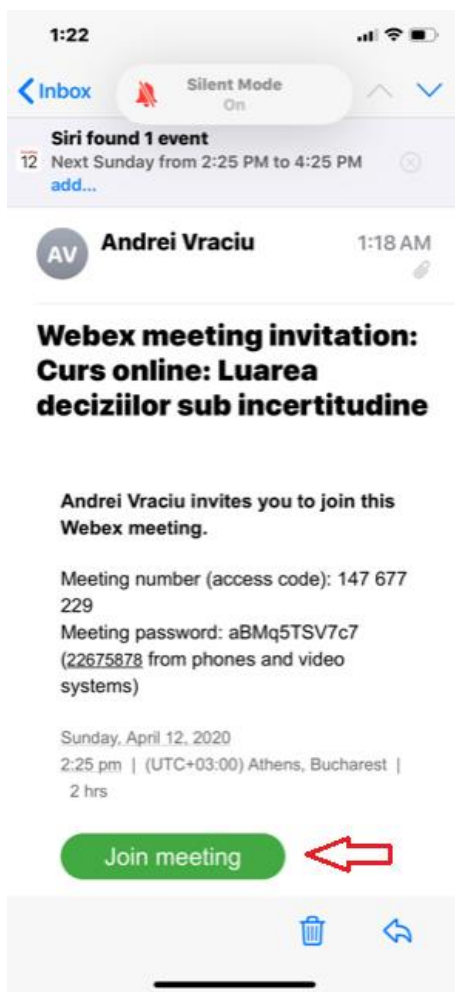 1:22
Inbox
Silent Mode
On
Siri found 1 event
12 Next Sunday from 2:25 PM to 4:25 PM
add...
AV Andrei Vraciu 1:18 AM
Webex meeting invitation:
Curs online: Luarea
deciziilor sub incertitudine
Andrei Vraciu invites you to join this
Webex meeting.
Meeting number (access code): 147 677
229
Meeting password: aBMq5TSV7c7
(22675878 from phones and video
systems)
Sunday, April 12, 2020
2:25 pm | (UTC+03:00) Athens, Bucharest |
2 hrs
Join meeting